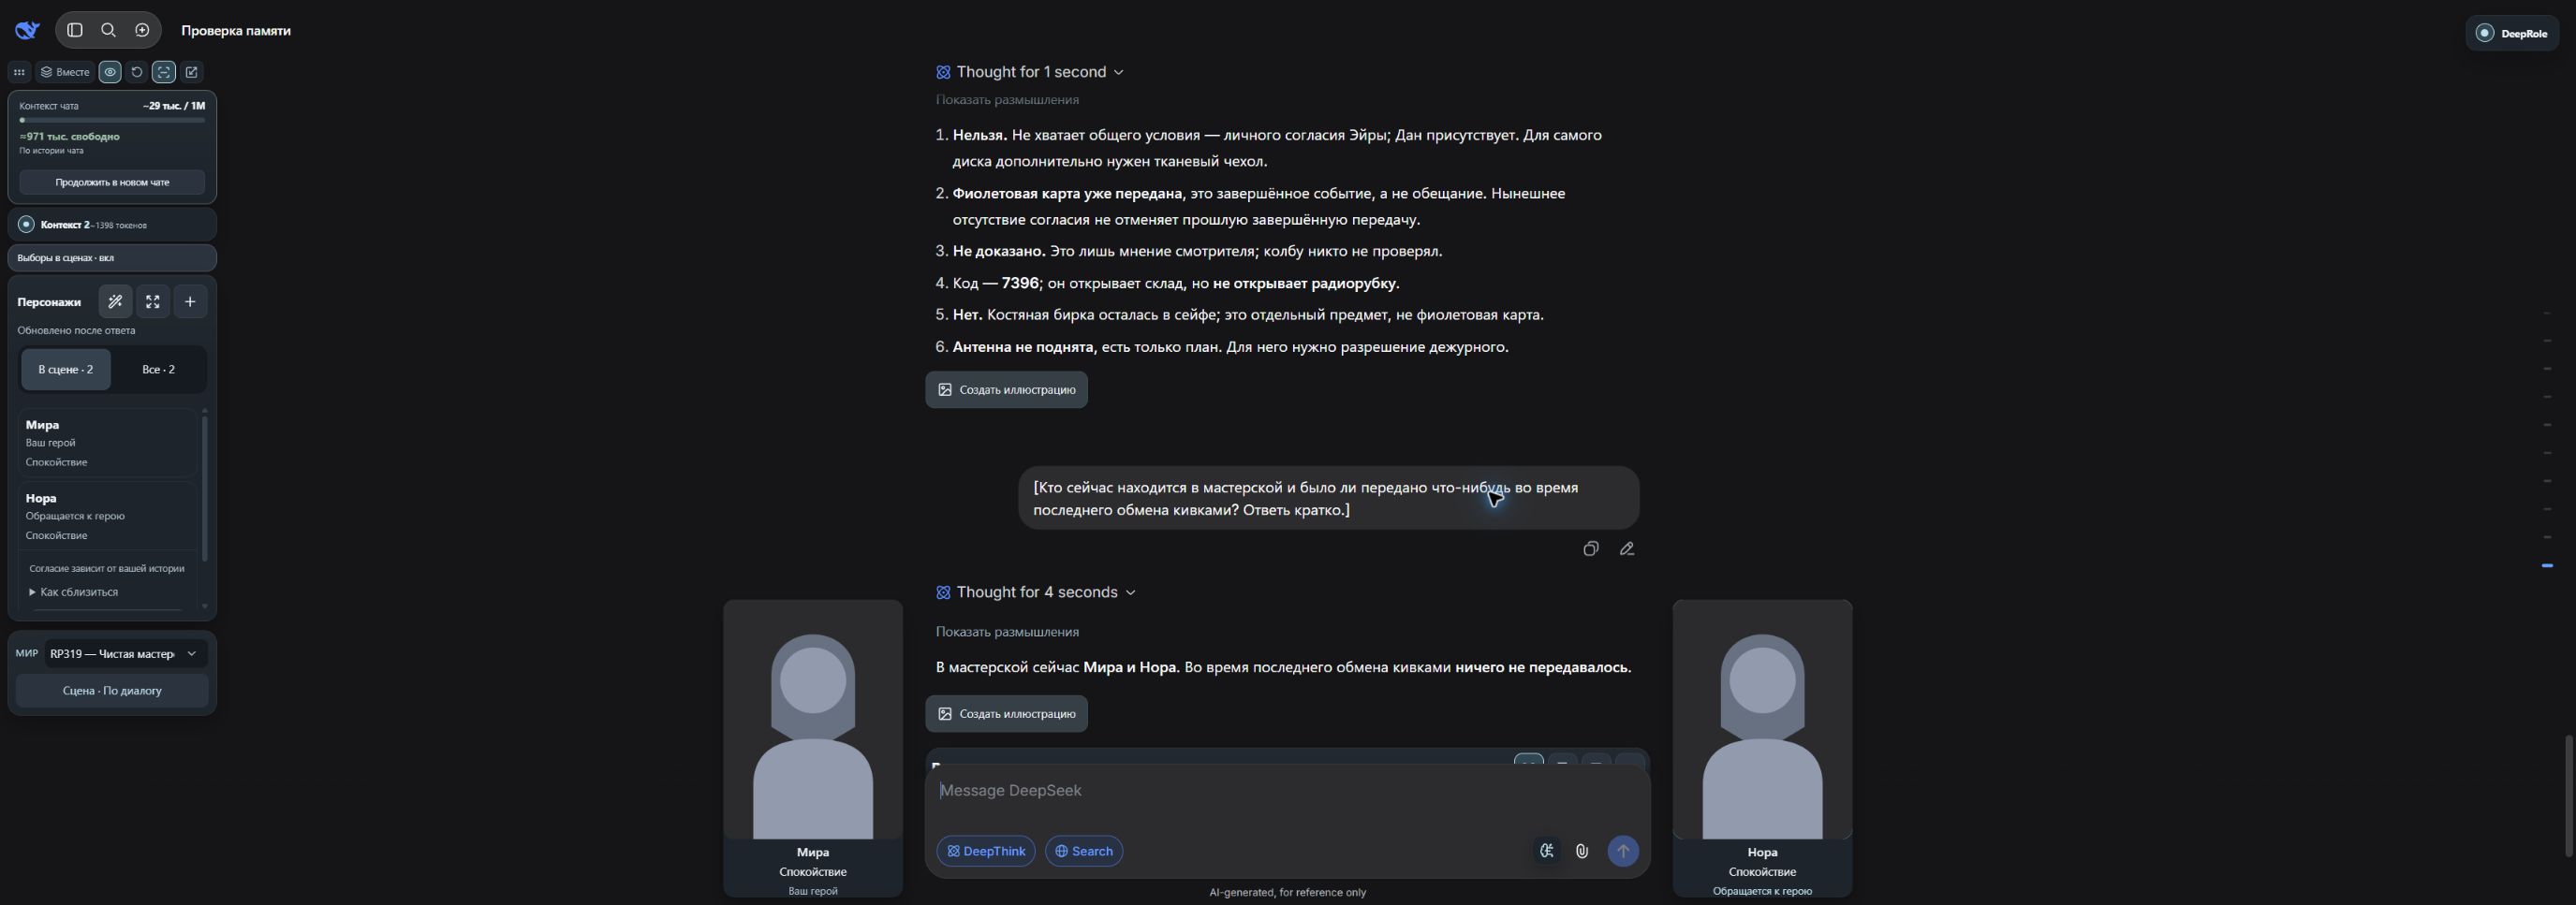 Проверка памяти
DeepRole
Вместе
Контекст чата ~29 тыс. / 1M
≈971 тыс. свободно
По истории чата
Продолжить в новом чате
Контекст 2 ~1398 токенов
Выборы в сценах · вкл
Персонажи
Обновлено после ответа
В сцене · 2 Все · 2
Мира
Ваш герой
Спокойствие
Нора
Обращается к герою
Спокойствие
Согласие зависит от вашей истории
Как сблизиться
МИР RP319 — Чистая мастер
Сцена · По диалогу
Thought for 1 second
Показать размышления
1. Нельзя. Не хватает общего условия — личного согласия Эйры; Дан присутствует. Для самого
диска дополнительно нужен тканевый чехол.
2. Фиолетовая карта уже передана, это завершённое событие, а не обещание. Нынешнее
отсутствие согласия не отменяет прошлую завершённую передачу.
3. Не доказано. Это лишь мнение смотрителя; колбу никто не проверял.
4. Код — 7396; он открывает склад, но не открывает радиорубку.
5. Нет. Костяная бирка осталась в сейфе; это отдельный предмет, не фиолетовая карта.
6. Антенна не поднята, есть только план. Для него нужно разрешение дежурного.
Создать иллюстрацию
[Кто сейчас находится в мастерской и было ли передано что-нибудь во время
последнего обмена кивками? Ответь кратко.]
Thought for 4 seconds
Показать размышления
В мастерской сейчас Мира и Нора. Во время последнего обмена кивками ничего не передавалось.
Создать иллюстрацию
Message DeepSeek
DeepThink Search
AI-generated, for reference only
Мира
Спокойствие
Ваш герой
Нора
Спокойствие
Обращается к герою